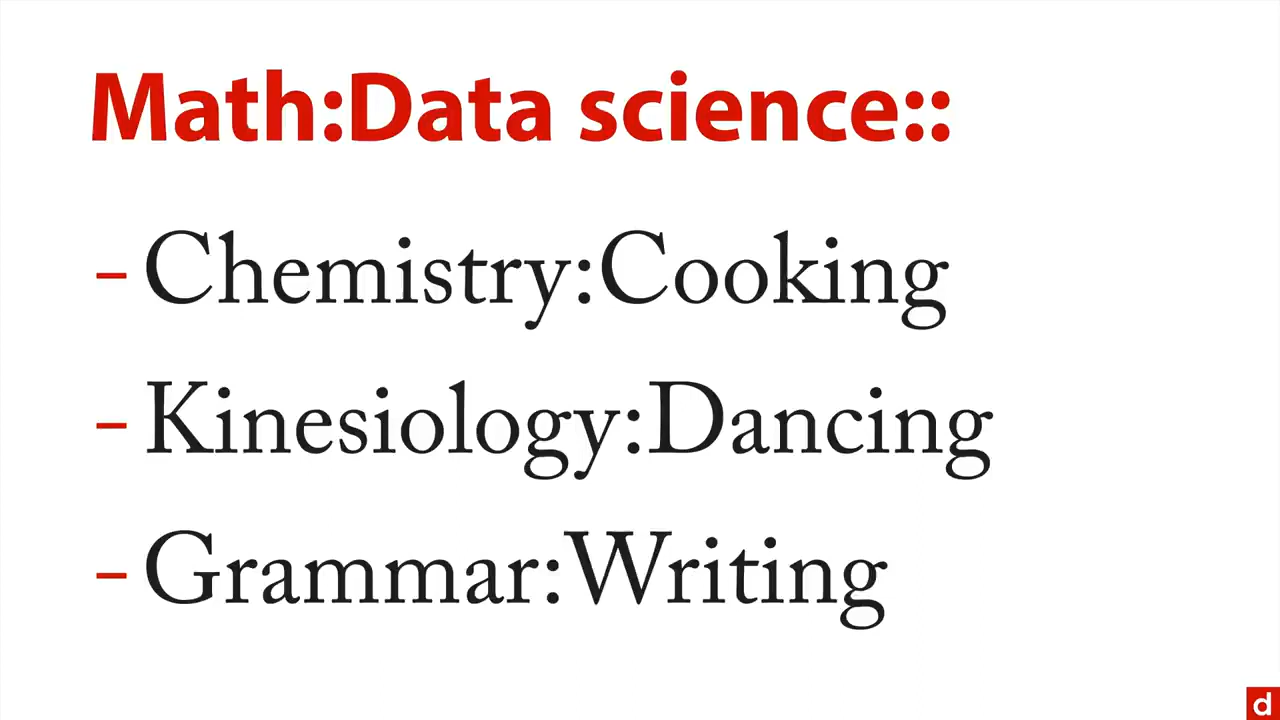 Math:Data science::
- Chemistry:Cooking
- Kinesiology:Dancing
- Grammar:Writing
d